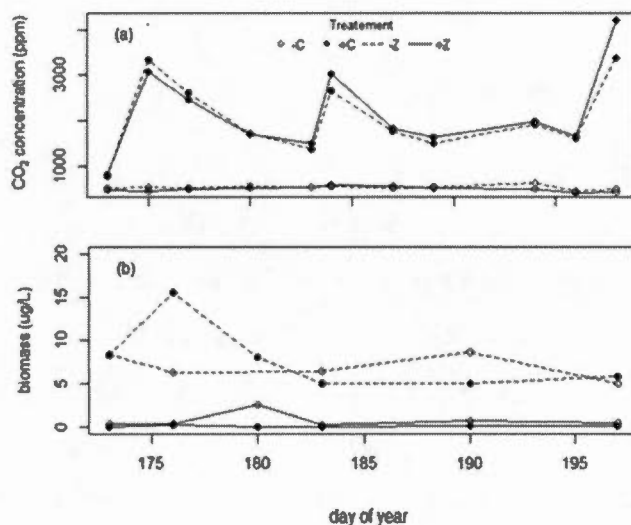 (a)
Treatement
-C +C -Z +Z
CO2 concentration (ppm)
3000
1000
(b)
biomass (ug/L)
20
15
10
5
0
175 180 185 190 195
day of year